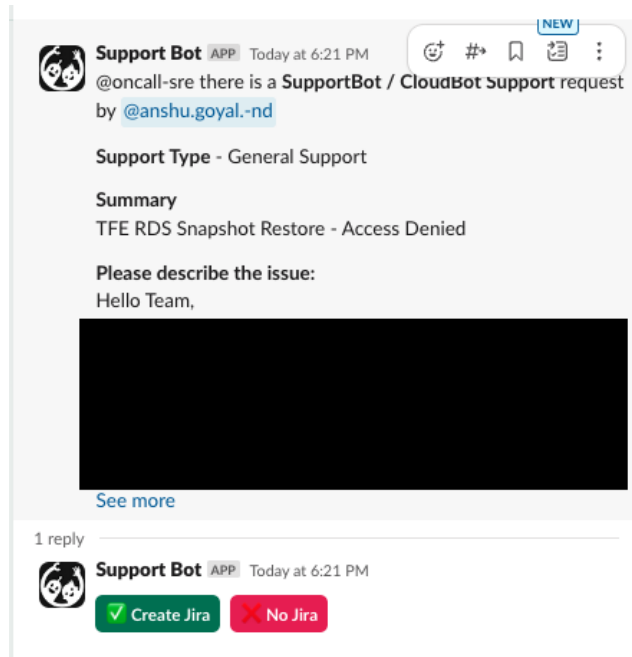 NEW
Support Bot APP Today at 6:21 PM
@oncall-sre there is a SupportBot / CloudBot Support request
by @anshu.goyal.-nd
Support Type - General Support
Summary
TFE RDS Snapshot Restore - Access Denied
Please describe the issue:
Hello Team,
See more
1 reply
Support Bot APP Today at 6:21 PM
Create Jira
No Jira